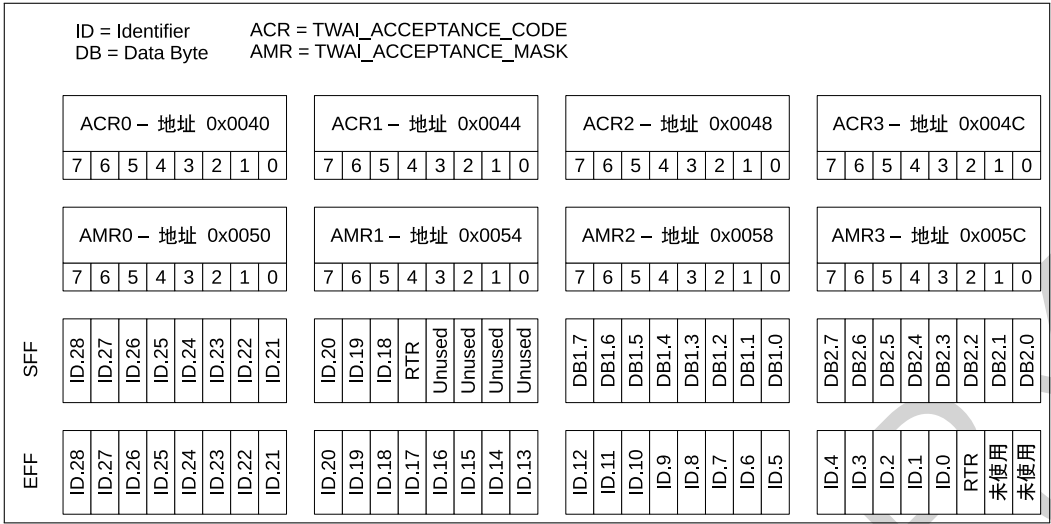 ID = Identifier ACR = TWAI_ACCEPTANCE_CODE
DB = Data Byte AMR = TWAI_ACCEPTANCE_MASK
ACR0 – 地址 0x0040 ACR1 – 地址 0x0044 ACR2 – 地址 0x0048 ACR3 – 地址 0x004C
7 6 5 4 3 2 1 0 7 6 5 4 3 2 1 0 7 6 5 4 3 2 1 0 7 6 5 4 3 2 1 0
AMR0 – 地址 0x0050 AMR1 – 地址 0x0054 AMR2 – 地址 0x0058 AMR3 – 地址 0x005C
7 6 5 4 3 2 1 0 7 6 5 4 3 2 1 0 7 6 5 4 3 2 1 0 7 6 5 4 3 2 1 0
SFF ID.28 ID.27 ID.26 ID.25 ID.24 ID.23 ID.22 ID.21 ID.20 ID.19 ID.18 RTR Unused Unused Unused Unused DB1.7 DB1.6 DB1.5 DB1.4 DB1.3 DB1.2 DB1.1 DB1.0 DB2.7 DB2.6 DB2.5 DB2.4 DB2.3 DB2.2 DB2.1 DB2.0
EFF ID.28 ID.27 ID.26 ID.25 ID.24 ID.23 ID.22 ID.21 ID.20 ID.19 ID.18 ID.17 ID.16 ID.15 ID.14 ID.13 ID.12 ID.11 ID.10 ID.9 ID.8 ID.7 ID.6 ID.5 ID.4 ID.3 ID.2 ID.1 ID.0 RTR 未使用 未使用